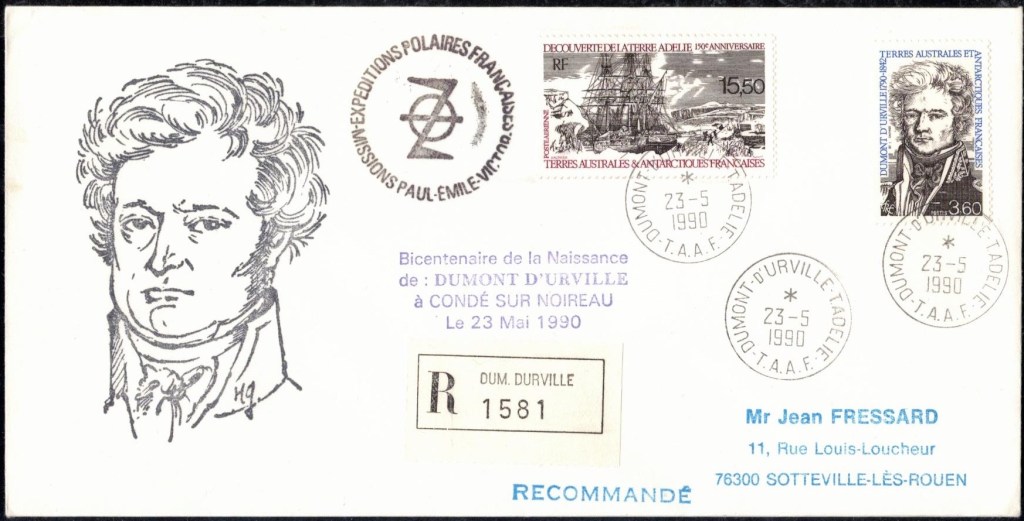 EXPEDITIONS POLAIRES FRANÇAISES
MISSIONS PAUL-EMILE-VICTOR
DECOUVERTE DE LA TERRE ADELIE 150e ANNIVERSAIRE
RF
15,50
POSTE AERIENNE
TERRES AUSTRALES & ANTARCTIQUES FRANÇAISES
TERRES AUSTRALES ET
ANTARCTIQUES FRANÇAISES
DUMONT D'URVILLE 1790-1842
3,60
DUMONT-D'URVILLE-T.ADELIE
*
23-5
1990
-T.A.A.F.-
DUMONT-D'URVILLE-T.ADELIE
*
23-5
1990
-T.A.A.F.-
DUMONT-D'URVILLE-T.ADELIE
*
23-5
1990
-T.A.A.F.-
Bicentenaire de la Naissance
de : DUMONT D'URVILLE
à CONDÉ SUR NOIREAU
Le 23 Mai 1990
R
DUM. DURVILLE
1581
Hg.
Mr Jean FRESSARD
11, Rue Louis-Loucheur
76300 SOTTEVILLE-LÈS-ROUEN
RECOMMANDÉ